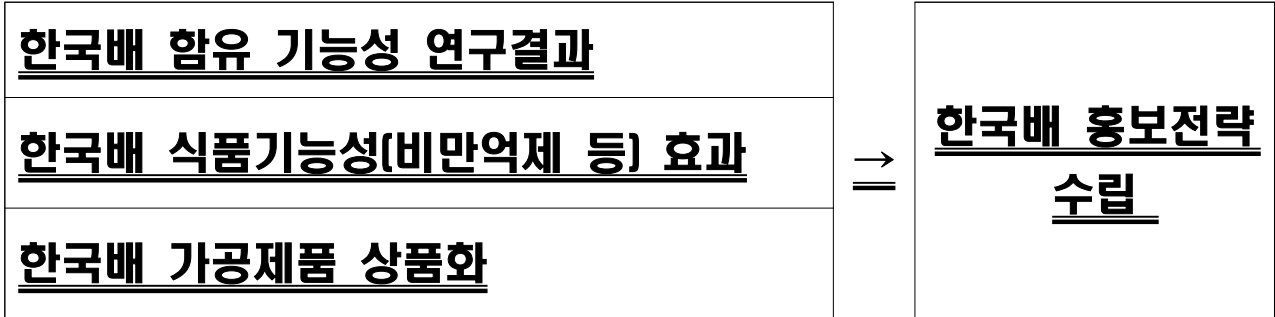 한국배 함유 기능성 연구결과
한국배 식품기능성(비만억제 등) 효과
한국배 가공제품 상품화
→
한국배 홍보전략
수립